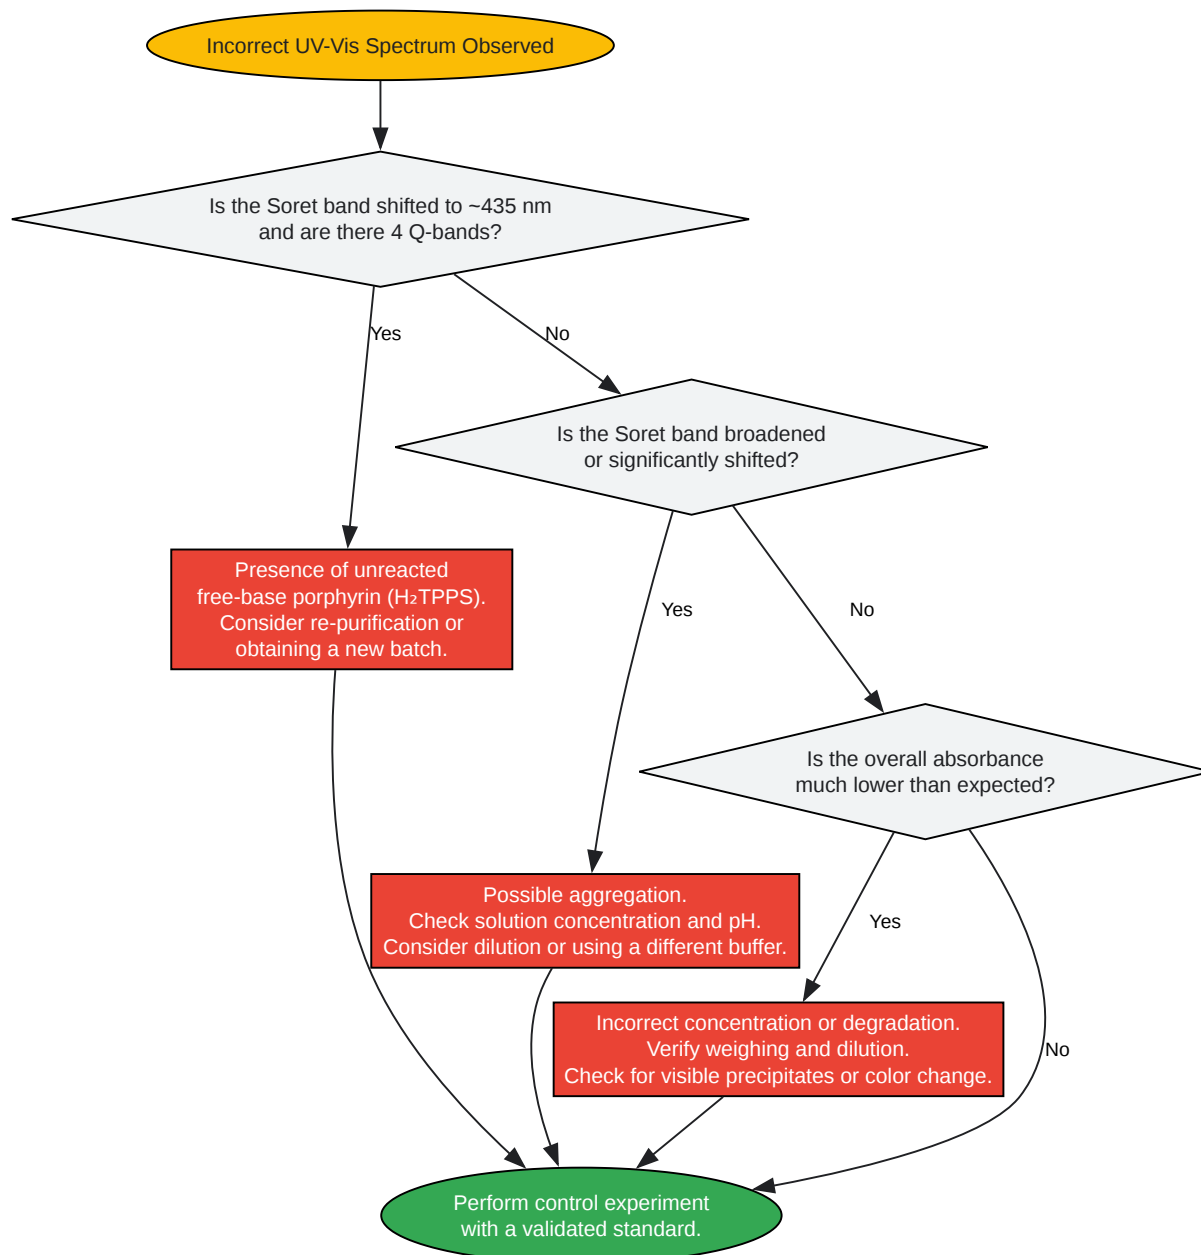 Incorrect UV-Vis Spectrum Observed
Is the Soret band shifted to ~435 nm
and are there 4 Q-bands?
Yes
No
Is the Soret band broadened
or significantly shifted?
Presence of unreacted
free-base porphyrin (H₂TPPS).
Consider re-purification or
obtaining a new batch.
Yes
No
Is the overall absorbance
much lower than expected?
Possible aggregation.
Check solution concentration and pH.
Consider dilution or using a different buffer.
Yes
Incorrect concentration or degradation.
Verify weighing and dilution.
Check for visible precipitates or color change.
No
Perform control experiment
with a validated standard.